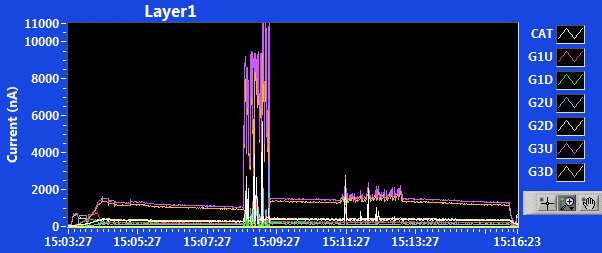 Layer1
11000
10000
8000
6000
4000
2000
0
Current (nA)
15:03:27
15:05:27
15:07:27
15:09:27
15:11:27
15:13:27
15:16:23
CAT
G1U
G1D
G2U
G2D
G3U
G3D